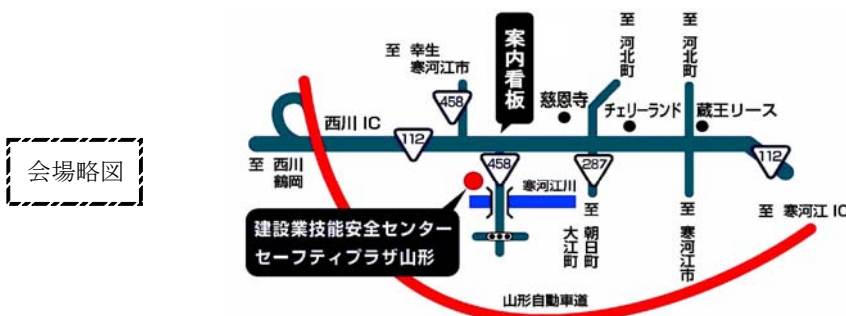 会場略図
至 幸生
寒河江市
案内看板
至 河北町
至 河北町
458
慈恩寺
チェリーランド
蔵王リース
西川 IC
112
至 西川
鶴岡
458
287
112
寒河江川
建設業技能安全センター
セーフティプラザ山形
至 朝日町
大江町
至 寒河江市
至 寒河江 IC
山形自動車道